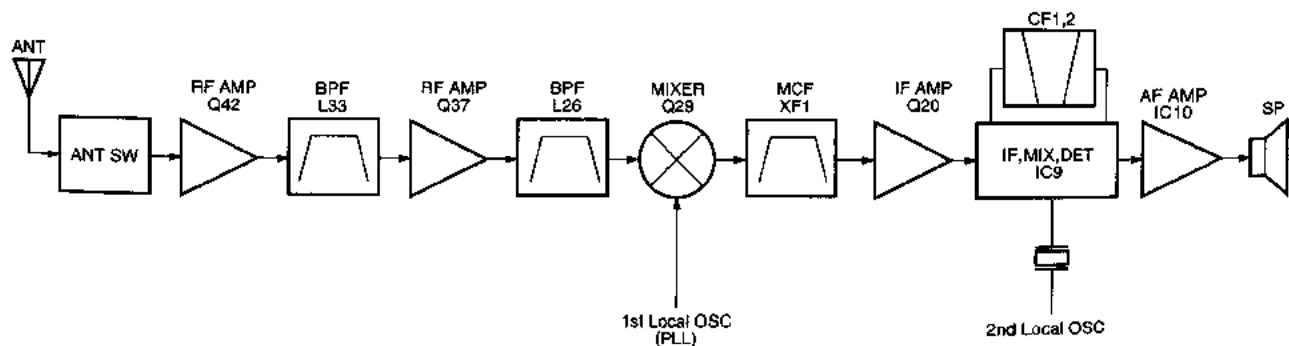 ANT
ANT SW
RF AMP
Q42
BPF
L33
RF AMP
Q37
BPF
L26
MIXER
Q29
1st Local OSC
(PLL)
MCF
XF1
IF AMP
Q20
CF1,2
IF,MIX,DET
IC9
2nd Local OSC
AF AMP
IC10
SP